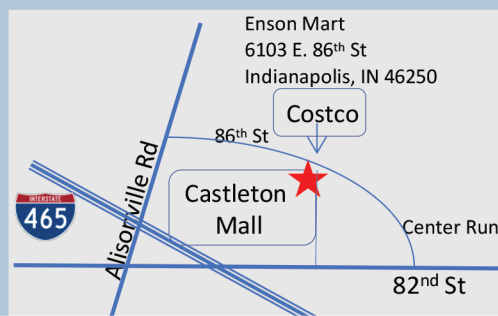 Enson Mart
6103 E. 86th St
Indianapolis, IN 46250
Costco
86th St
Alisonville Rd
Castleton
Mall
INTERSTATE
465
Center Run
82nd St